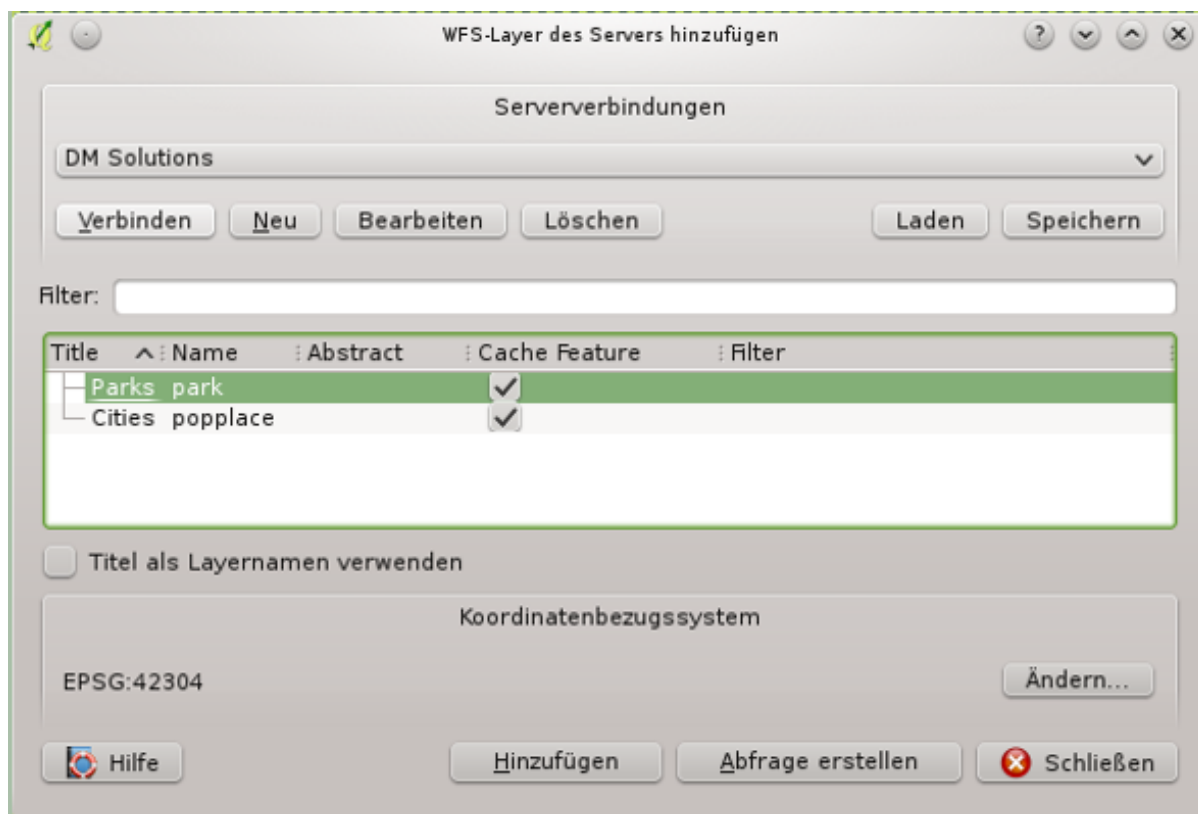 WFS-Layer des Servers hinzufügen
Serververbindungen
DM Solutions
Verbinden Neu Bearbeiten Löschen Laden Speichern
Filter:
Title Name Abstract Cache Feature Filter
Parks park
Cities popplace
Titel als Layernamen verwenden
Koordinatenbezugssystem
EPSG:42304 Ändern...
Hilfe Hinzufügen Abfrage erstellen Schließen